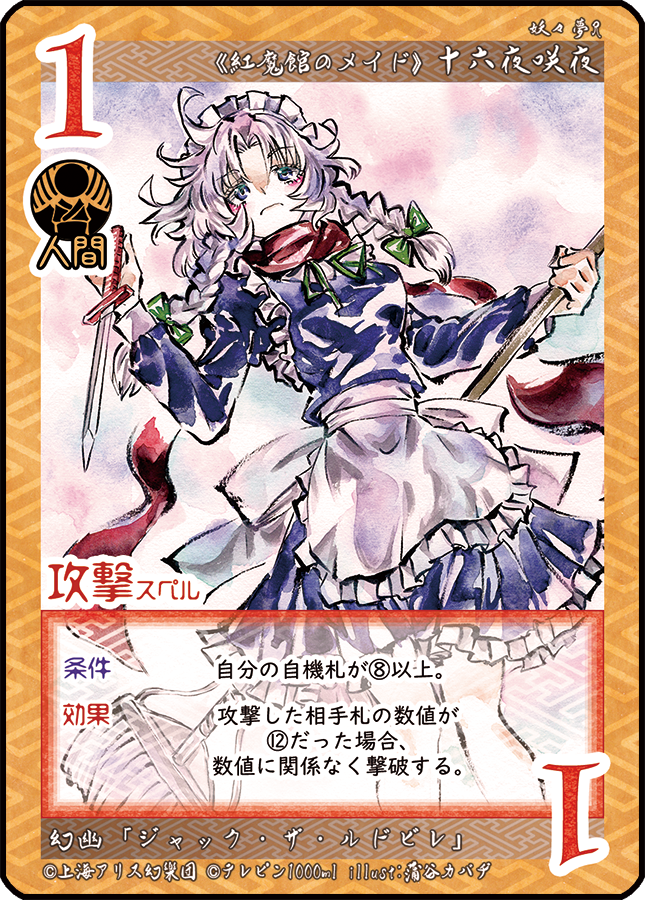 妖々夢R
1
《紅魔館のメイド》十六夜咲夜
人間
攻撃スペル
条件 自分の自機札が⑧以上。
効果 攻撃した相手札の数値が
⑫だった場合、
数値に関係なく撃破する。
1
幻幽「ジャック・ザ・ルドビレ」
©上海アリス幻樂団 ©テレピン1000ml illust:蒲谷カバヂ